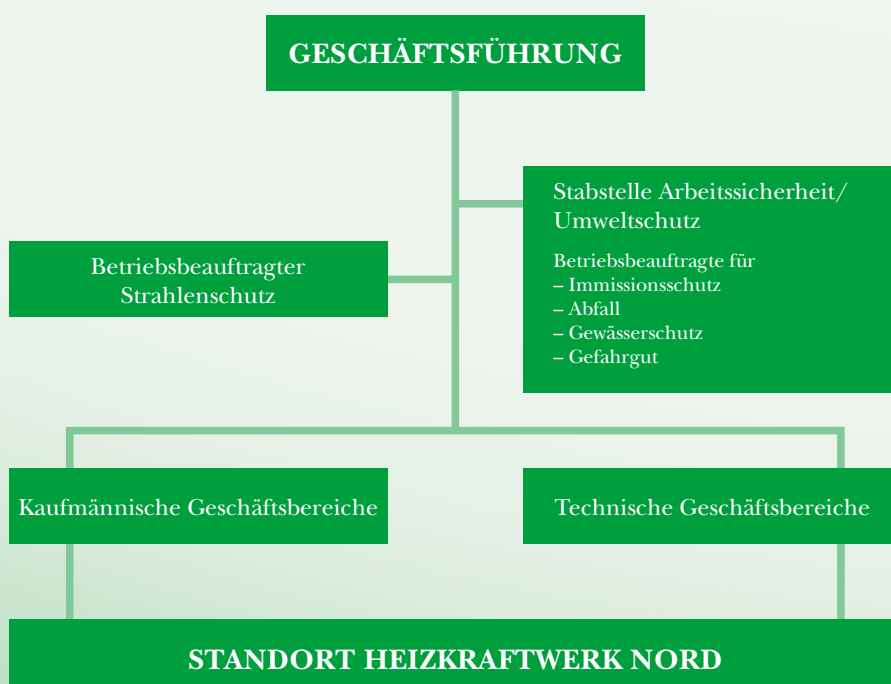 GESCHÄFTSFÜHRUNG
Stabstelle Arbeitssicherheit/
Umweltschutz
Betriebsbeauftragte für
– Immissionsschutz
– Abfall
– Gewässerschutz
– Gefahrgut
Betriebsbeauftragter
Strahlenschutz
Kaufmännische Geschäftsbereiche
Technische Geschäftsbereiche
STANDORT HEIZKRAFTWERK NORD